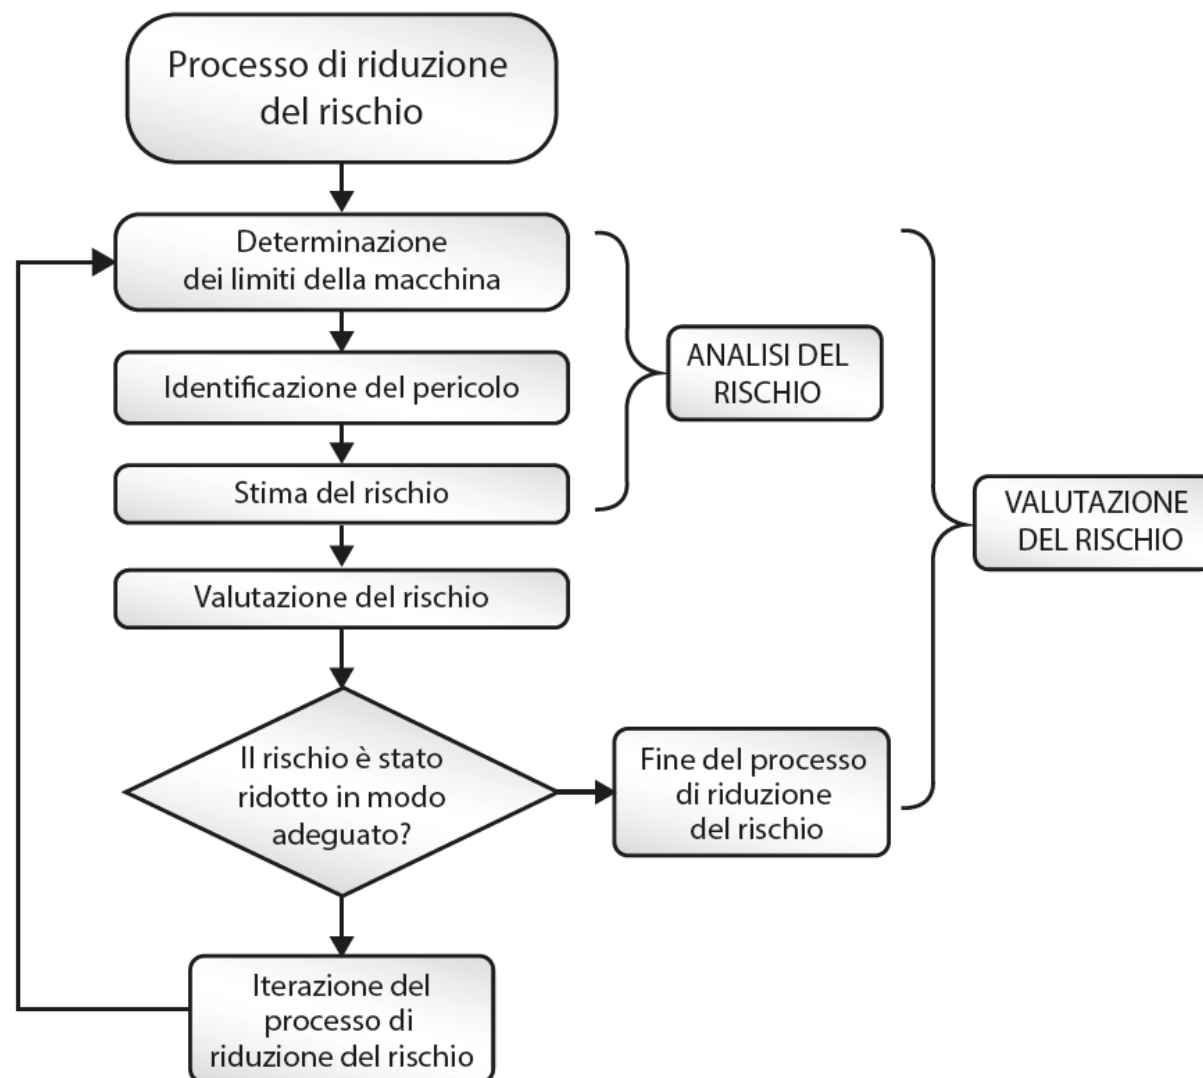 Processo di riduzione
del rischio
Determinazione
dei limiti della macchina
Identificazione del pericolo
Stima del rischio
ANALISI DEL
RISCHIO
Valutazione del rischio
VALUTAZIONE
DEL RISCHIO
Il rischio è stato
ridotto in modo
adeguato?
Fine del processo
di riduzione
del rischio
Iterazione del
processo di
riduzione del rischio